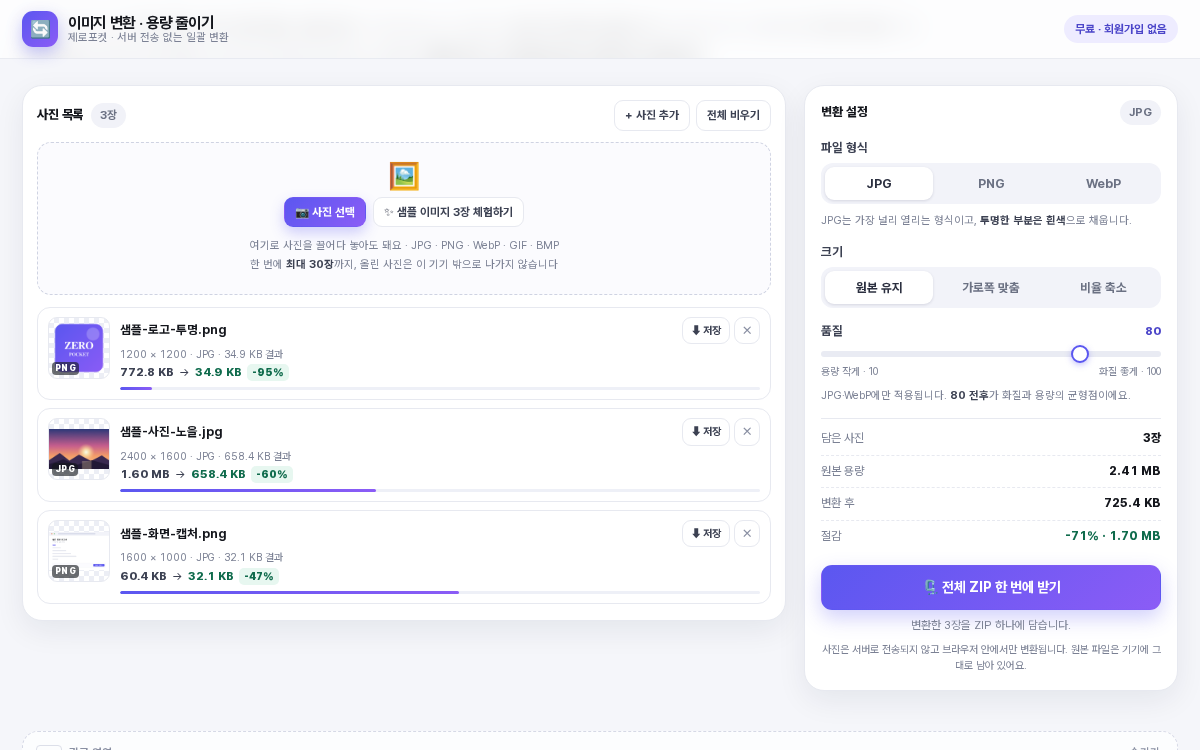 이미지 변환 · 용량 줄이기
제로포켓 · 서버 전송 없는 일괄 변환
무료 · 회원가입 없음
사진 목록 3장
+ 사진 추가
전체 비우기
사진 선택
✨ 샘플 이미지 3장 체험하기
여기로 사진을 끌어다 놓아도 돼요 · JPG · PNG · WebP · GIF · BMP
한 번에 최대 30장까지, 올린 사진은 이 기기 밖으로 나가지 않습니다
ZERO
POCKET
PNG
샘플-로고-투명.png
1200 × 1200 · JPG · 34.9 KB 결과
772.8 KB → 34.9 KB -95%
⬇ 저장 ✕
JPG
샘플-사진-노을.jpg
2400 × 1600 · JPG · 658.4 KB 결과
1.60 MB → 658.4 KB -60%
⬇ 저장 ✕
PNG
샘플-화면-캡처.png
1600 × 1000 · JPG · 32.1 KB 결과
60.4 KB → 32.1 KB -47%
⬇ 저장 ✕
변환 설정
JPG
파일 형식
JPG PNG WebP
JPG는 가장 널리 열리는 형식이고, 투명한 부분은 흰색으로 채웁니다.
크기
원본 유지 가로폭 맞춤 비율 축소
품질 80
용량 작게 · 10 화질 좋게 · 100
JPG·WebP에만 적용됩니다. 80 전후가 화질과 용량의 균형점이에요.
담은 사진 3장
원본 용량 2.41 MB
변환 후 725.4 KB
절감 -71% · 1.70 MB
전체 ZIP 한 번에 받기
변환한 3장을 ZIP 하나에 담습니다.
사진은 서버로 전송되지 않고 브라우저 안에서만 변환됩니다. 원본 파일은 기기에 그
대로 남아 있어요.